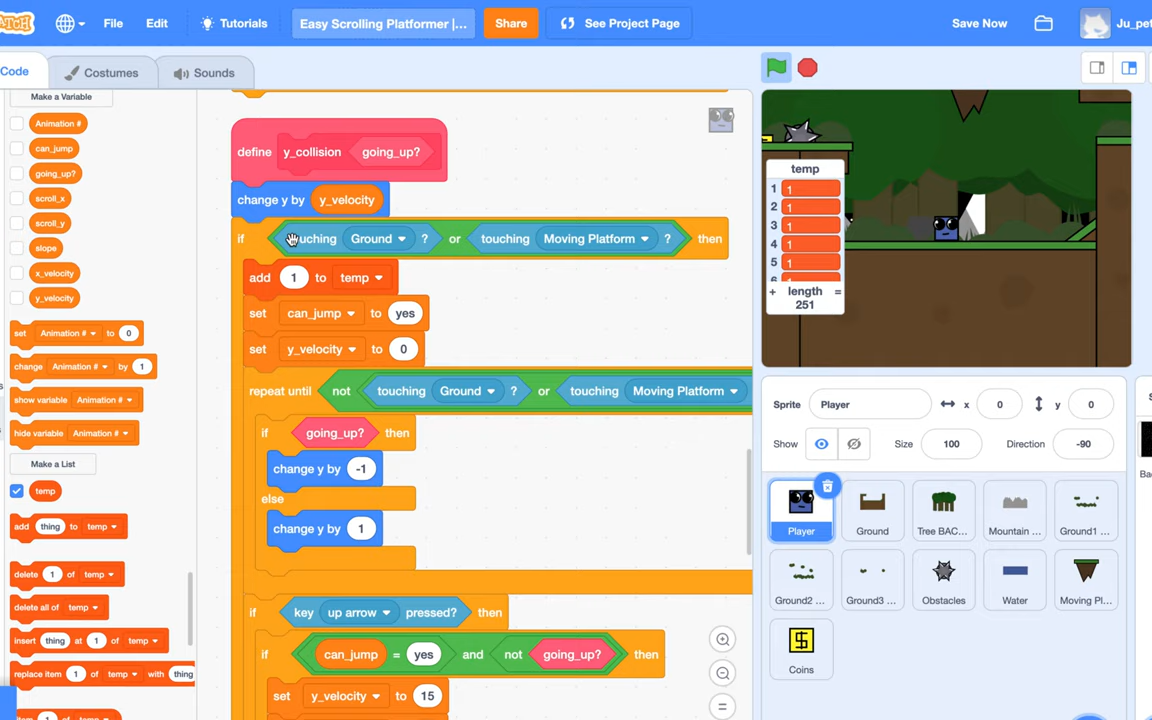 File Edit Tutorials Easy Scrolling Platformer |... Share See Project Page Save Now Ju_pe
Code Costumes Sounds
Make a Variable
Animation #
can_jump
going_up?
scroll_x
scroll_y
slope
x_velocity
y_velocity
set Animation # to 0
change Animation # by 1
show variable Animation #
hide variable Animation #
Make a List
temp
add thing to temp
delete 1 of temp
delete all of temp
insert thing at 1 of temp
replace item 1 of temp with thing
define y_collision going_up?
change y by y_velocity
if touching Ground ? or touching Moving Platform ? then
add 1 to temp
set can_jump to yes
set y_velocity to 0
repeat until not touching Ground ? or touching Moving Platform
if going_up? then
change y by -1
else
change y by 1
if key up arrow pressed? then
if can_jump = yes and not going_up? then
set y_velocity to 15
temp
1 1
2 1
3 1
4 1
5 1
+ length =
251
Sprite Player x 0 y 0
Show Size 100 Direction -90
Player Ground Tree BAC... Mountain ... Ground1 ...
Ground2 ... Ground3 ... Obstacles Water Moving Pl...
Coins